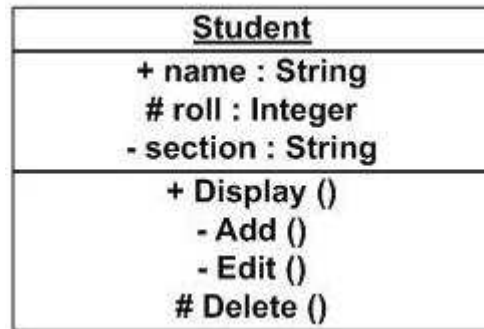 Student
+ name : String
# roll : Integer
- section : String
+ Display ()
- Add ()
- Edit ()
# Delete ()